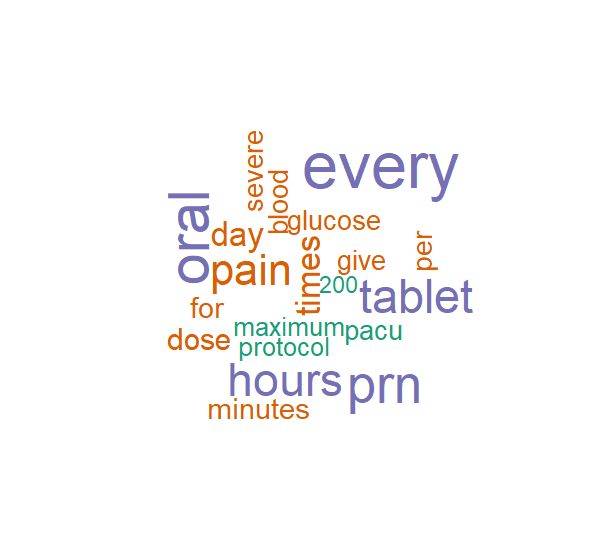 severe
every
blood
oral
day
glucose
pain
times
give
per
200
tablet
for
dose
maximum
pacu
protocol
hours
prn
minutes